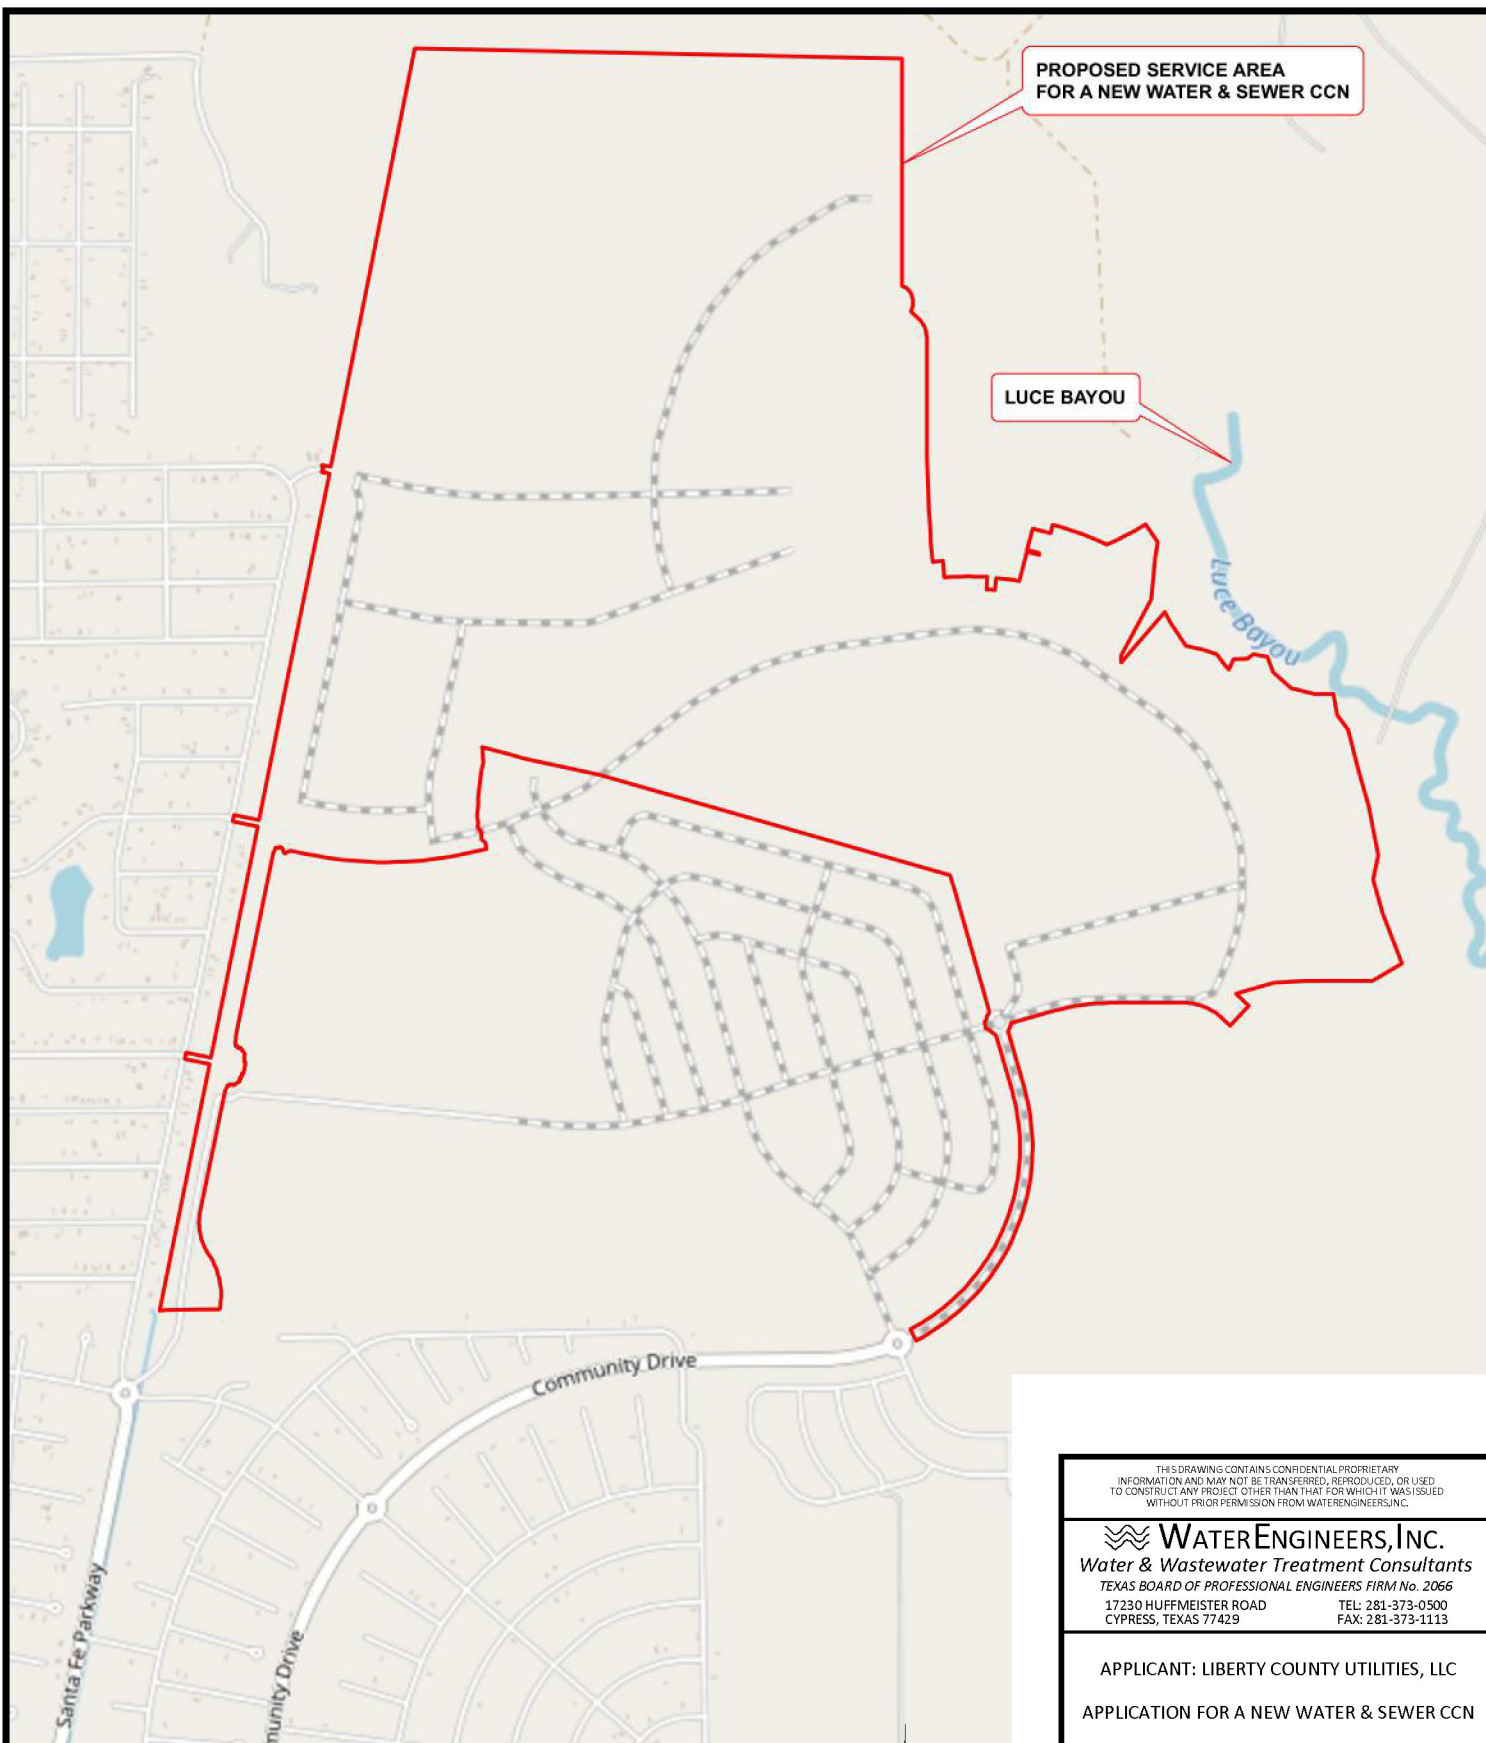 PROPOSED SERVICE AREA
FOR A NEW WATER & SEWER CCN
LUCE BAYOU
Luce Bayou
Community Drive
Santa Fe Parkway
munity Drive
THIS DRAWING CONTAINS CONFIDENTIAL PROPRIETARY
INFORMATION AND MAY NOT BE TRANSFERRED, REPRODUCED, OR USED
TO CONSTRUCT ANY PROJECT OTHER THAN THAT FOR WHICH IT WAS ISSUED
WITHOUT PRIOR PERMISSION FROM WATERENGINEERS,INC.
WATERENGINEERS,INC.
Water & Wastewater Treatment Consultants
TEXAS BOARD OF PROFESSIONAL ENGINEERS FIRM No. 2066
17230 HUFFMEISTER ROAD TEL: 281-373-0500
CYPRESS, TEXAS 77429 FAX: 281-373-1113
APPLICANT: LIBERTY COUNTY UTILITIES, LLC
APPLICATION FOR A NEW WATER & SEWER CCN